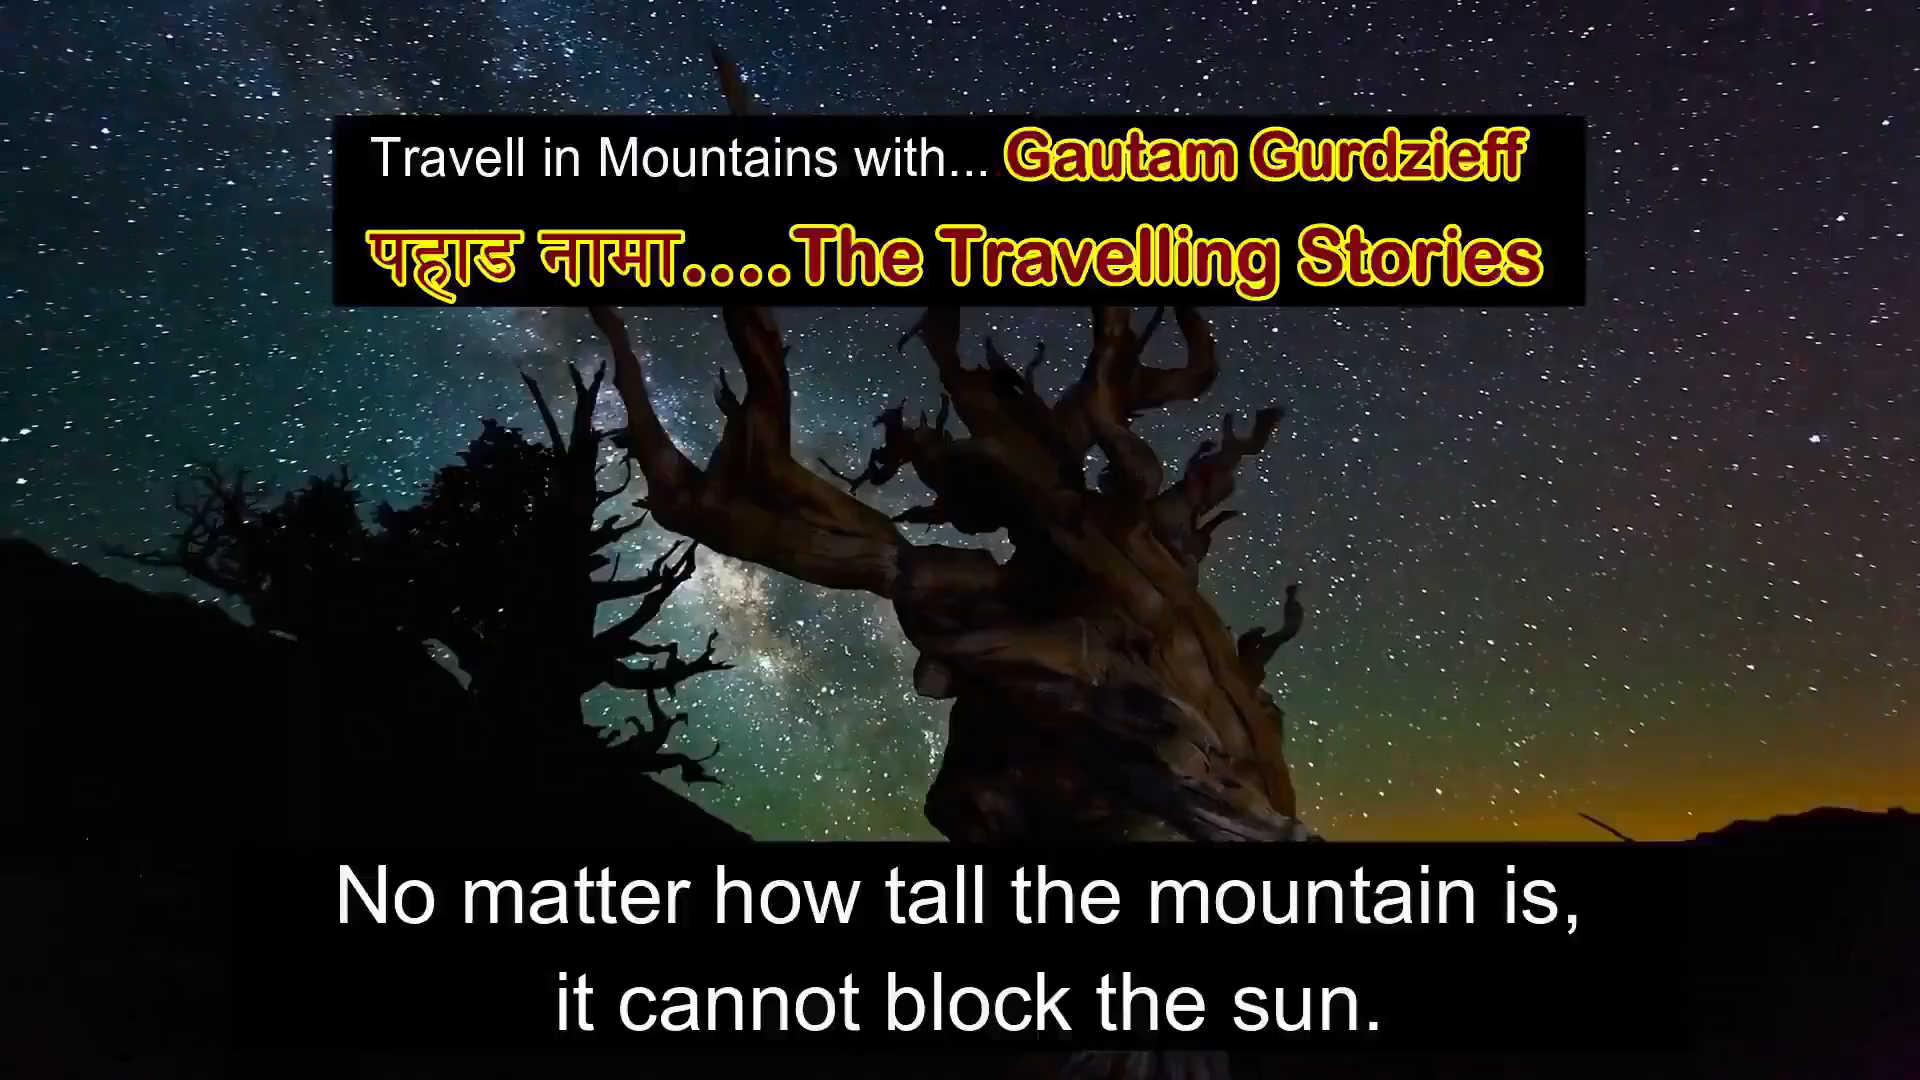 Travell in Mountains with....Gautam Gurdzieff
पहाड नामा....The Travelling Stories
No matter how tall the mountain is,
it cannot block the sun.